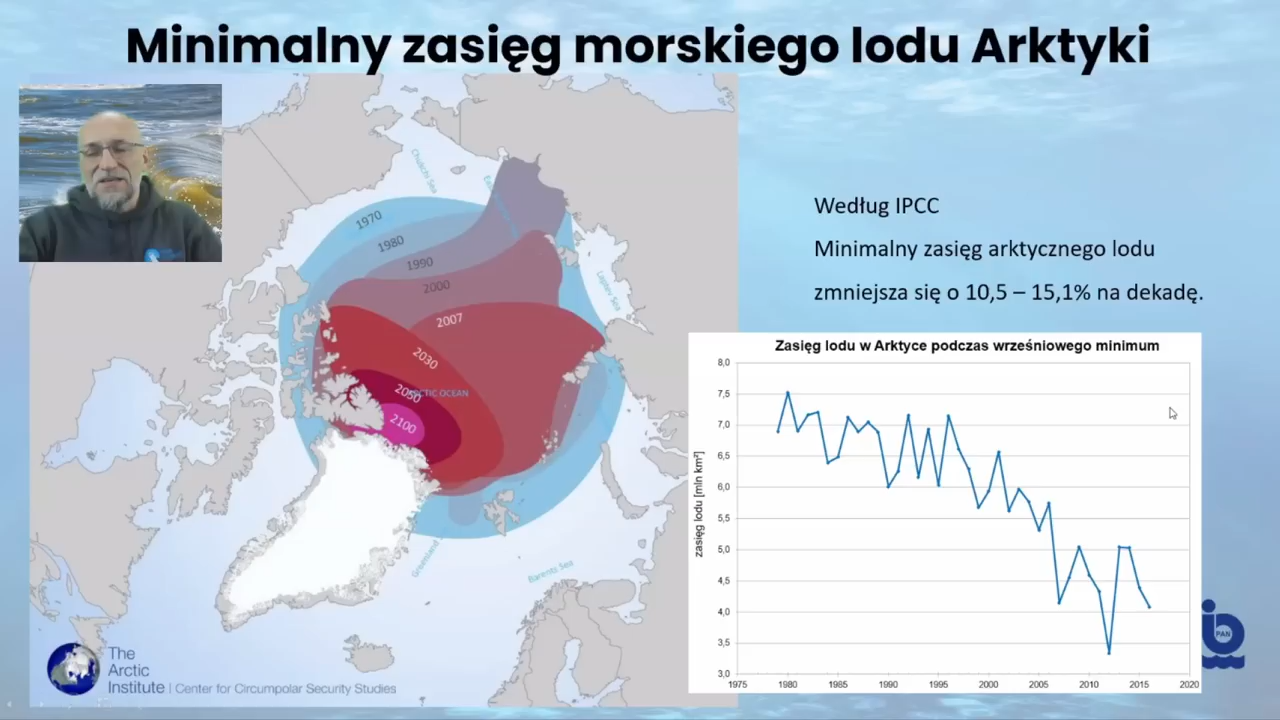 Minimalny zasięg morskiego lodu Arktyki
Chukchi Sea
1970
1980
1990
2000
2007
2030
2050
ARCTIC OCEAN
2100
Laptev Sea
Greenland
Barents Sea
The
Arctic
Institute | Center for Circumpolar Security Studies
Według IPCC
Minimalny zasięg arktycznego lodu
zmniejsza się o 10,5 – 15,1% na dekadę.
Zasięg lodu w Arktyce podczas wrześniowego minimum
zasięg lodu [mln km²]
8,0
7,5
7,0
6,5
6,0
5,5
5,0
4,5
4,0
3,5
3,0
1975 1980 1985 1990 1995 2000 2005 2010 2015 2020
PAN